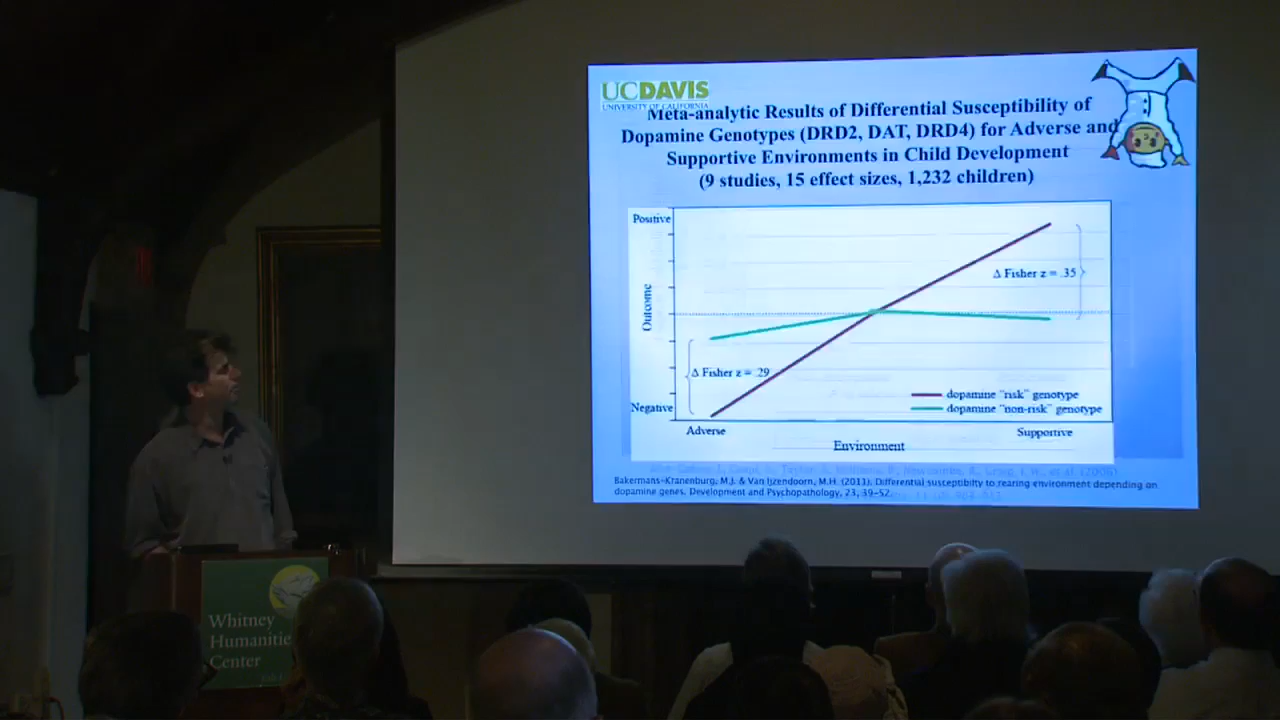 UCDAVIS
UNIVERSITY OF CALIFORNIA
Meta-analytic Results of Differential Susceptibility of
Dopamine Genotypes (DRD2, DAT, DRD4) for Adverse and
Supportive Environments in Child Development
(9 studies, 15 effect sizes, 1,232 children)
Positive
Δ Fisher z = .35
Outcome
Δ Fisher z = .29
dopamine "risk" genotype
Negative
dopamine "non-risk" genotype
Adverse
Supportive
Environment
Bakermans-Kranenburg, M.J. & Van Ijzendoorn, M.H. (2011). Differential susceptibilty to rearing environment depending on
dopamine genes. Development and Psychopathology, 23, 39-52.
Whitney
Humanitie
Center